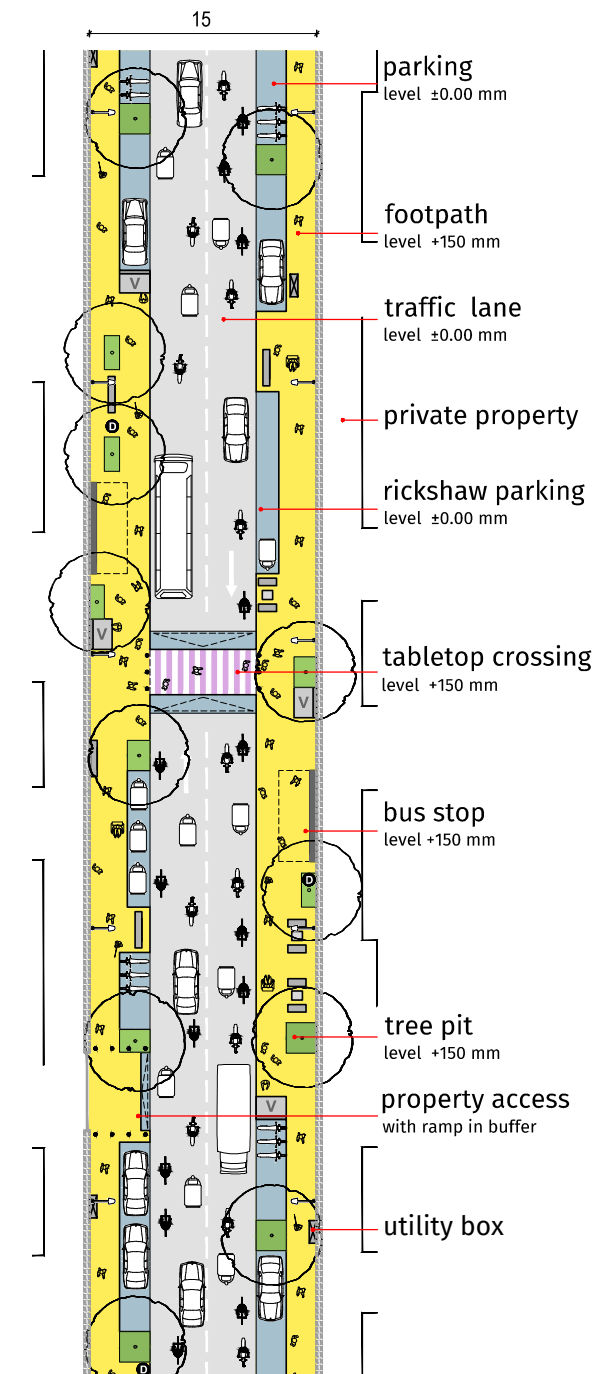 15
parking
level ±0.00 mm
footpath
level +150 mm
V
traffic lane
level ±0.00 mm
private property
D
rickshaw parking
level ±0.00 mm
V
tabletop crossing
level +150 mm
V
bus stop
level +150 mm
D
tree pit
level +150 mm
property access
with ramp in buffer
V
utility box
D